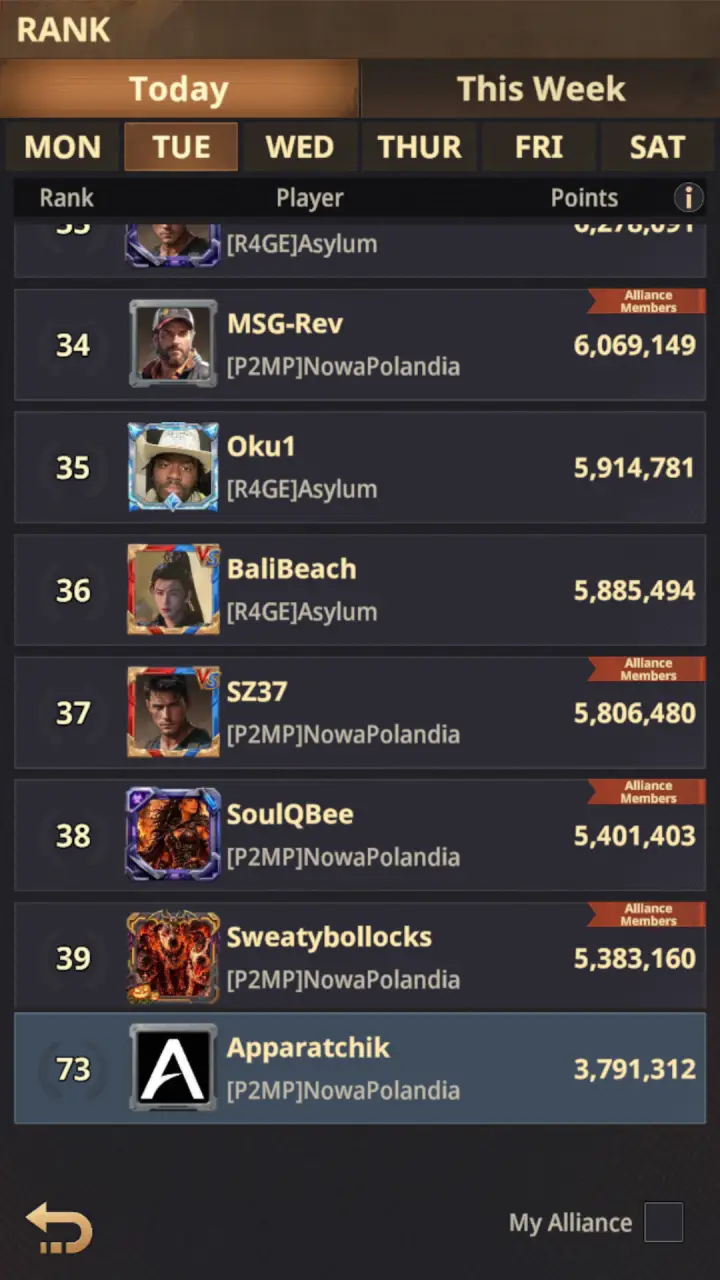 RANK
Today
This Week
MON
TUE
WED
THUR
FRI
SAT
Rank
Player
Points
[R4GE]Asylum
Alliance
Members
34
MSG-Rev
6,069,149
[P2MP]NowaPolandia
35
Oku1
5,914,781
[R4GE]Asylum
36
VS
BaliBeach
5,885,494
[R4GE]Asylum
Alliance
Members
37
VS
SZ37
5,806,480
[P2MP]NowaPolandia
Alliance
Members
38
SoulQBee
5,401,403
[P2MP]NowaPolandia
Alliance
Members
39
Sweatybollocks
5,383,160
[P2MP]NowaPolandia
73
Apparatchik
3,791,312
[P2MP]NowaPolandia
My Alliance